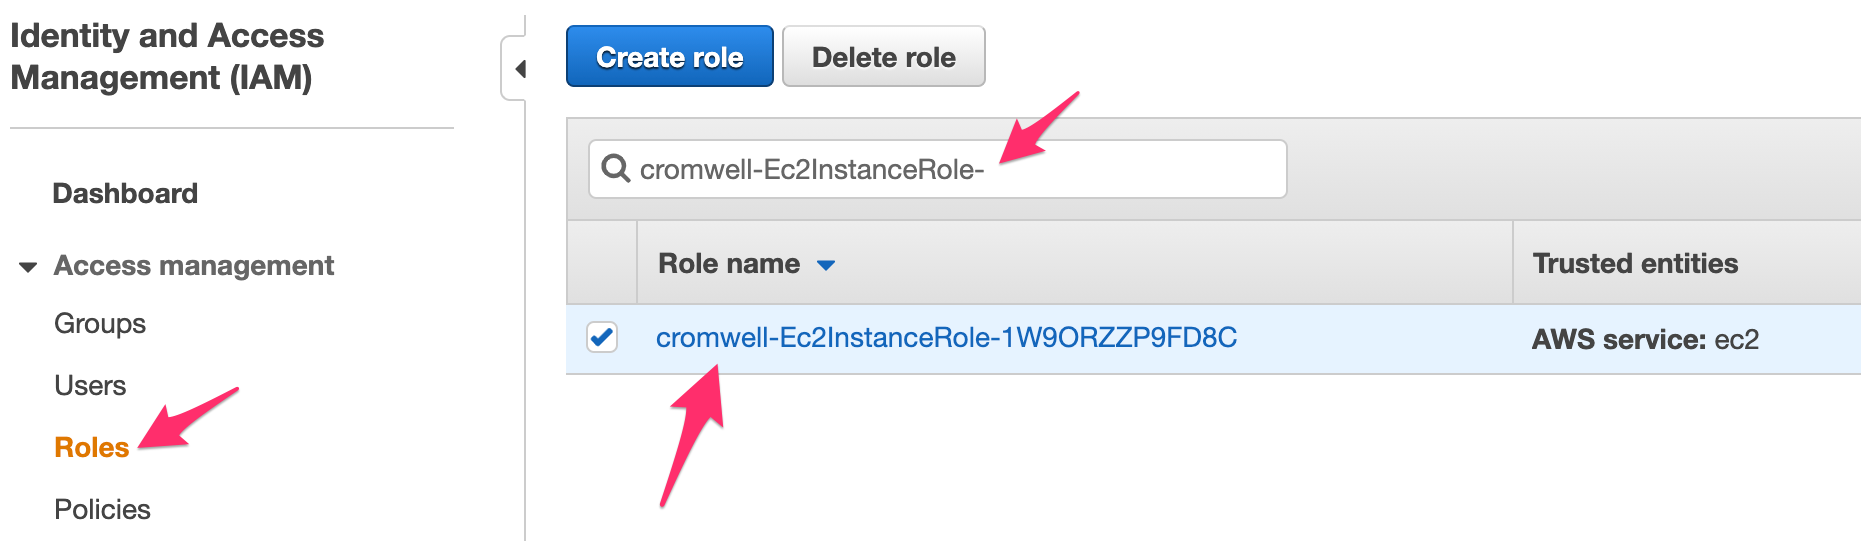 Identity and Access
Management (IAM)
Dashboard
Access management
Groups
Users
Roles
Policies
Create role
Delete role
cromwell-Ec2InstanceRole-
Role name
Trusted entities
cromwell-Ec2InstanceRole-1W9ORZZP9FD8C
AWS service: ec2